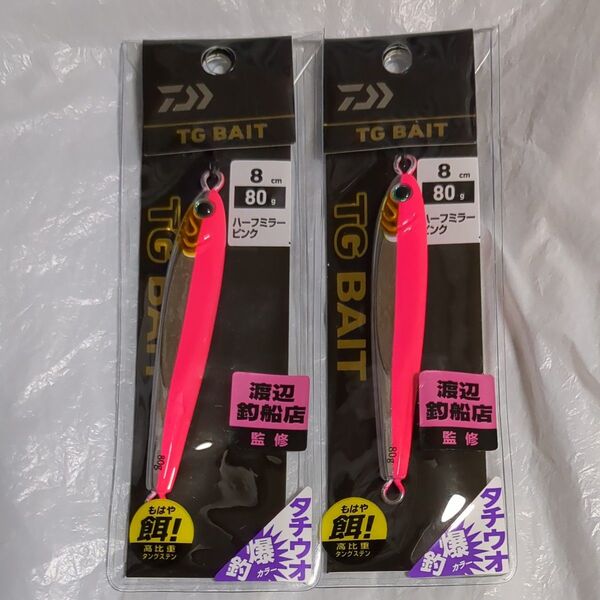 TG BAIT
8 cm
80 g
ハーフミラー
ピンク
TG BAIT
80g
渡辺
釣船店
監修
もはや
餌!
高比重
タングステン
タチウオ
爆釣カラー
TG BAIT
8 cm
80 g
ハーフミラー
ピンク
TG BAIT
80g
渡辺
釣船店
監修
もはや
餌!
高比重
タングステン
タチウオ
爆釣カラー